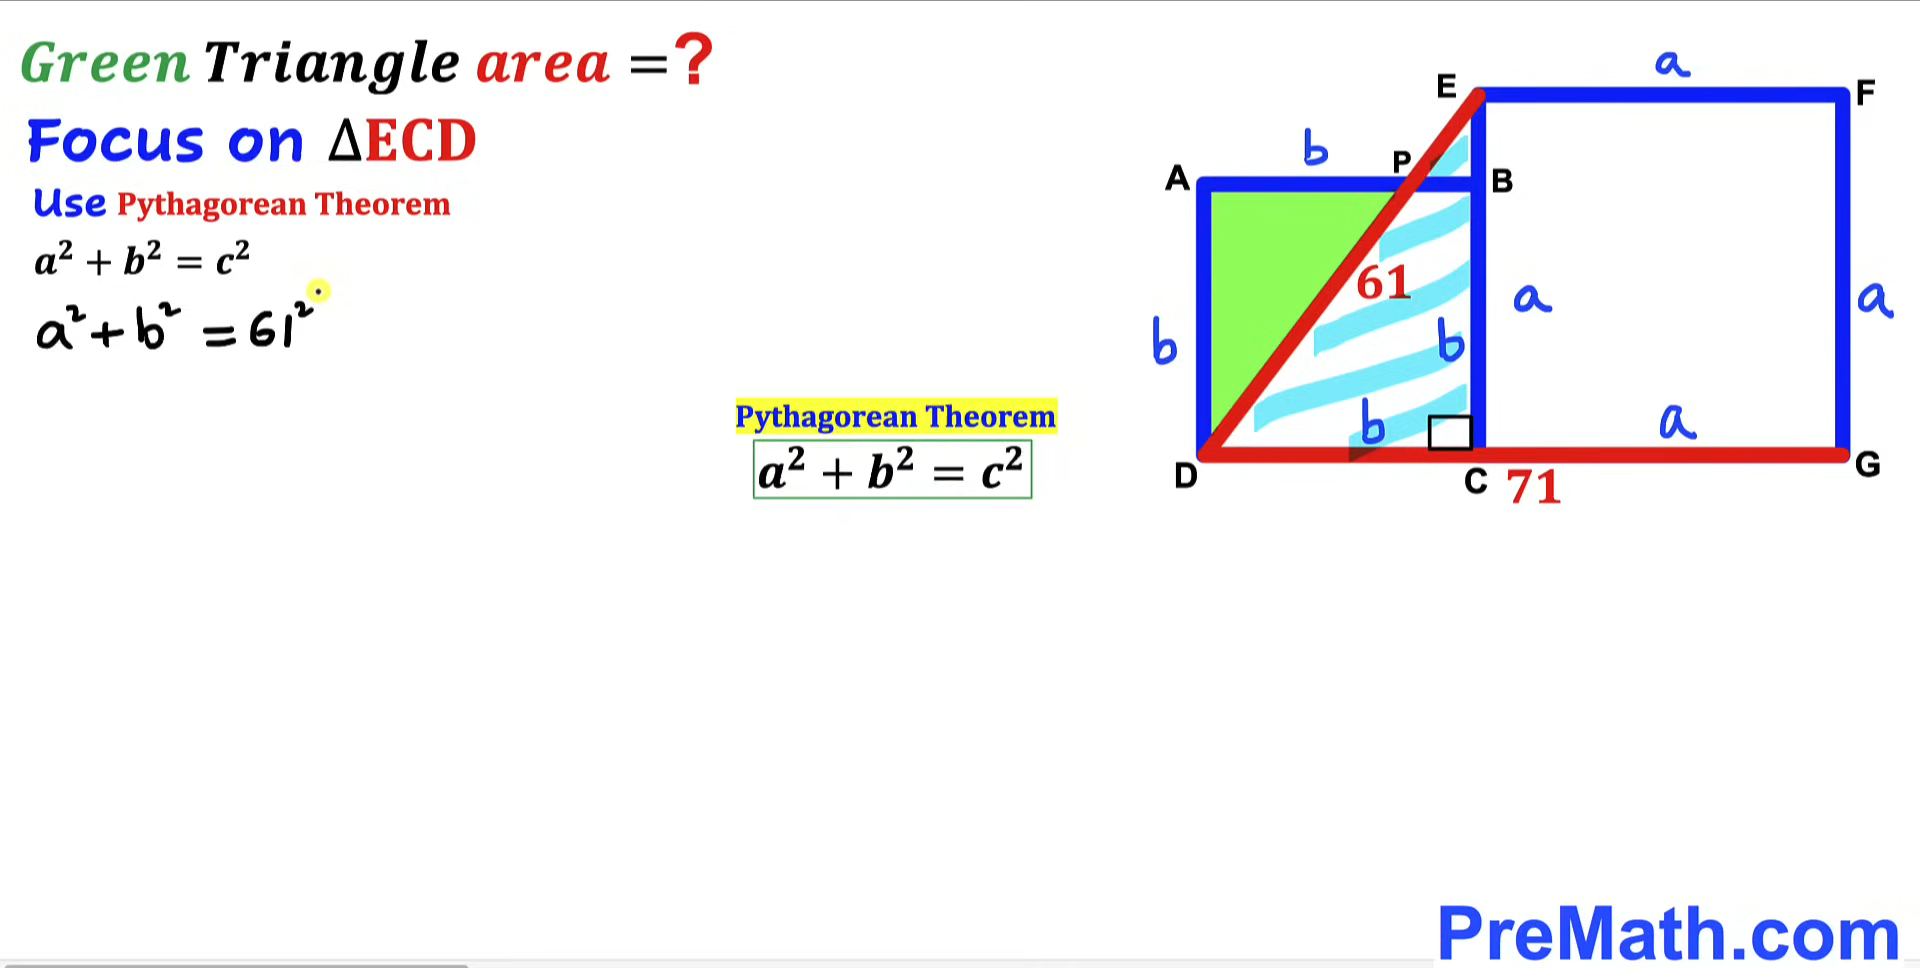 Green Triangle area =?
Focus on ΔECD
Use Pythagorean Theorem
a² + b² = c²
a² + b² = 61²
Pythagorean Theorem
a² + b² = c²
a
E
F
b
P
A
B
61
a
a
b
b
b
a
D
C
71
G
PreMath.com